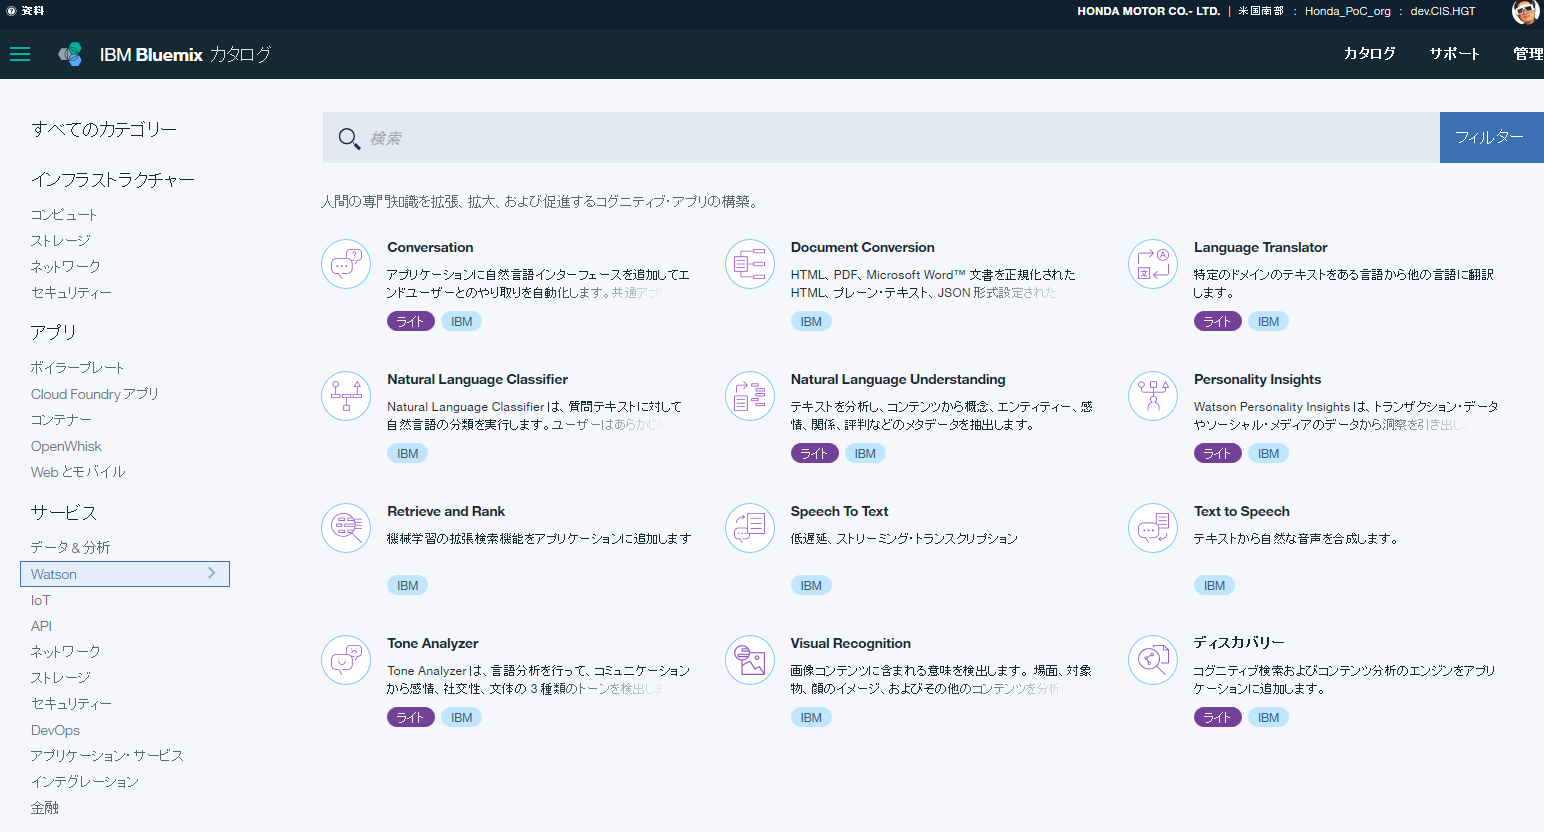 資料
HONDA MOTOR CO.- LTD. | 米国南部 : Honda_PoC_org : dev.CIS.HGT
IBM Bluemix カタログ
カタログ サポート 管理
すべてのカテゴリー
インフラストラクチャー
コンピュート
ストレージ
ネットワーク
セキュリティー
アプリ
ボイラープレート
Cloud Foundry アプリ
コンテナー
OpenWhisk
Web とモバイル
サービス
データ & 分析
Watson
IoT
API
ネットワーク
ストレージ
セキュリティー
DevOps
アプリケーション・サービス
インテグレーション
金融
検索
フィルター
人間の専門知識を拡張、拡大、および促進するコグニティブ・アプリの構築。
Conversation
アプリケーションに自然言語インターフェースを追加してエ
ンドユーザーとのやり取りを自動化します。共通アプ
ライト IBM
Document Conversion
HTML、PDF、Microsoft Word™ 文書を正規化された
HTML、プレーン・テキスト、JSON 形式設定された
IBM
Language Translator
特定のドメインのテキストをある言語から他の言語に翻訳
します。
ライト IBM
Natural Language Classifier
Natural Language Classifier は、質問テキストに対して
自然言語の分類を実行します。ユーザーはあらかじめ
IBM
Natural Language Understanding
テキストを分析し、コンテンツから概念、エンティティー、感
情、関係、評判などのメタデータを抽出します。
ライト IBM
Personality Insights
Watson Personality Insights は、トランザクション・データ
やソーシャル・メディアのデータから洞察を引き出し、
ライト IBM
Retrieve and Rank
機械学習の拡張検索機能をアプリケーションに追加します
IBM
Speech To Text
低遅延、ストリーミング・トランスクリプション
IBM
Text to Speech
テキストから自然な音声を合成します。
IBM
Tone Analyzer
Tone Analyzer は、言語分析を行って、コミュニケーション
から感情、社交性、文体の 3 種類のトーンを検出しま
ライト IBM
Visual Recognition
画像コンテンツに含まれる意味を検出します。 場面、対象
物、顔のイメージ、およびその他のコンテンツを分析し
IBM
ディスカバリー
コグニティブ検索およびコンテンツ分析のエンジンをアプリ
ケーションに追加します。
ライト IBM